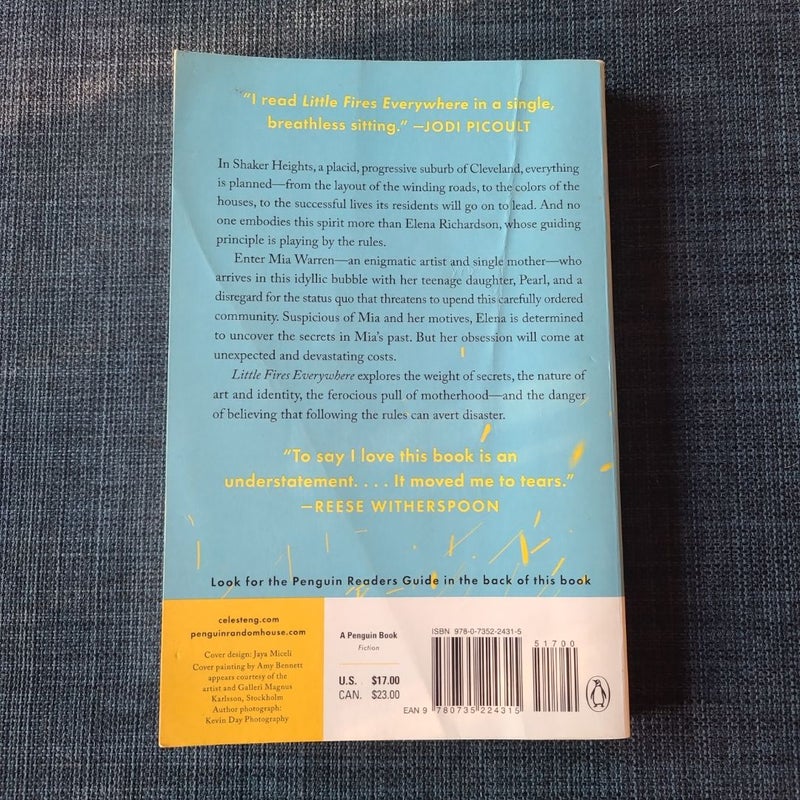 "I read Little Fires Everywhere in a single,
breathless sitting." —JODI PICOULT
In Shaker Heights, a placid, progressive suburb of Cleveland, everything
is planned—from the layout of the winding roads, to the colors of the
houses, to the successful lives its residents will go on to lead. And no
one embodies this spirit more than Elena Richardson, whose guiding
principle is playing by the rules.
Enter Mia Warren—an enigmatic artist and single mother—who
arrives in this idyllic bubble with her teenage daughter, Pearl, and a
disregard for the status quo that threatens to upend this carefully ordered
community. Suspicious of Mia and her motives, Elena is determined
to uncover the secrets in Mia's past. But her obsession will come at
unexpected and devastating costs.
Little Fires Everywhere explores the weight of secrets, the nature of
art and identity, the ferocious pull of motherhood—and the danger
of believing that following the rules can avert disaster.
"To say I love this book is an
understatement. . . . It moved me to tears."
—REESE WITHERSPOON
Look for the Penguin Readers Guide in the back of this book
celesteng.com
penguinrandomhouse.com
Cover design: Jaya Miceli
Cover painting by Amy Bennett
appears courtesy of the
artist and Galleri Magnus
Karlsson, Stockholm
Author photograph:
Kevin Day Photography
A Penguin Book
Fiction
U.S. $17.00
CAN. $23.00
ISBN 978-0-7352-2431-5
51700
EAN 9 780735 224315